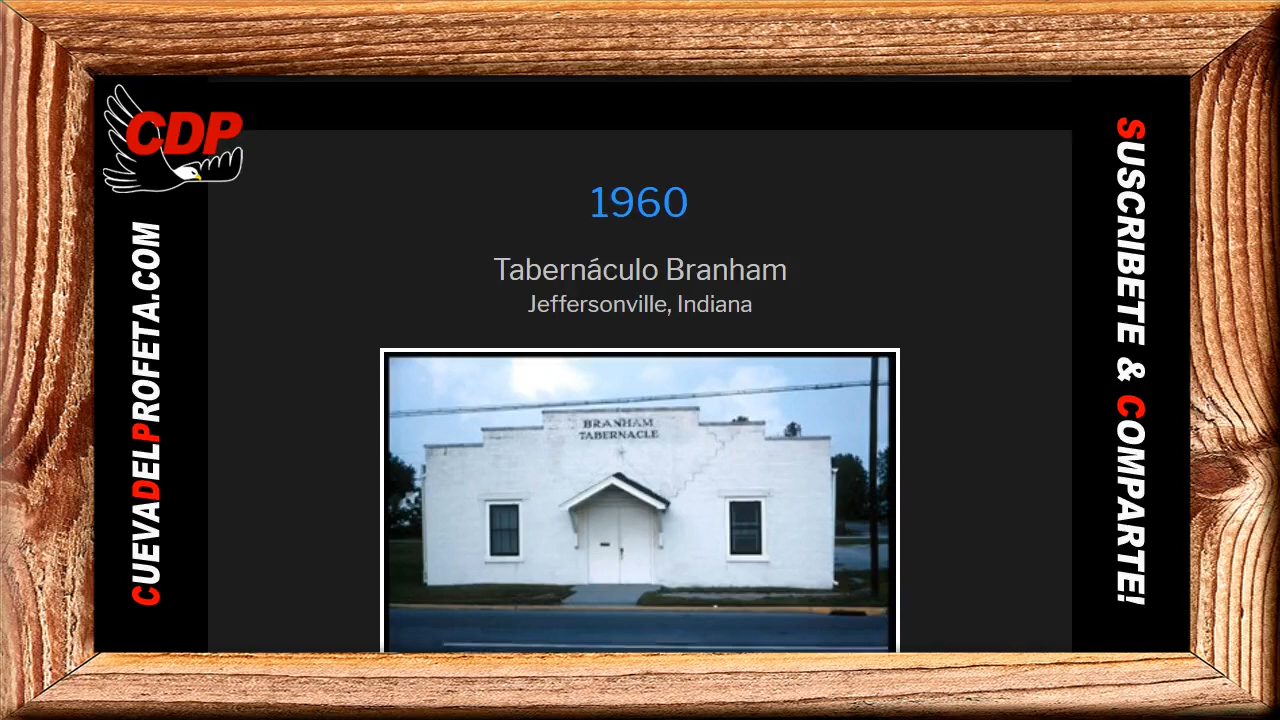 CDP
CUEVADELPROFETA.COM
1960
Tabernáculo Branham
Jeffersonville, Indiana
BRANHAM
TABERNACLE
SUSCRIBETE & COMPARTE!